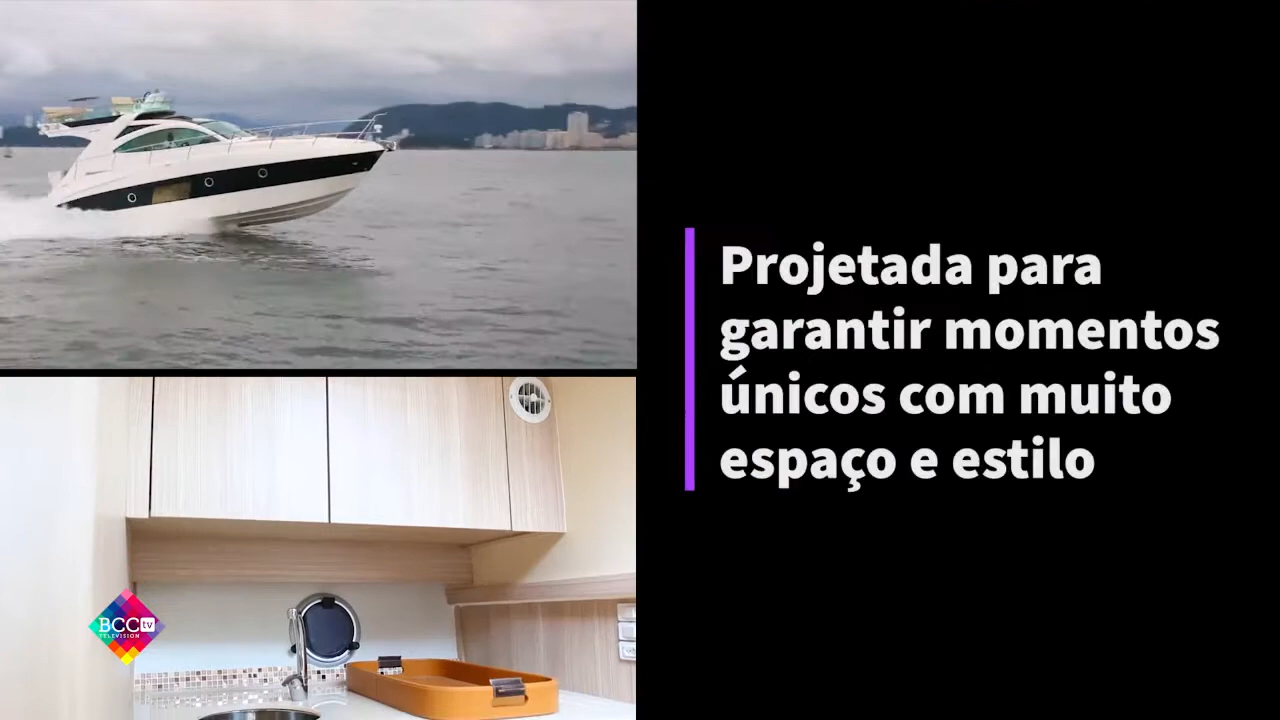 Projetada para
garantir momentos
únicos com muito
espaço e estilo
BCC tv
TELEVISION